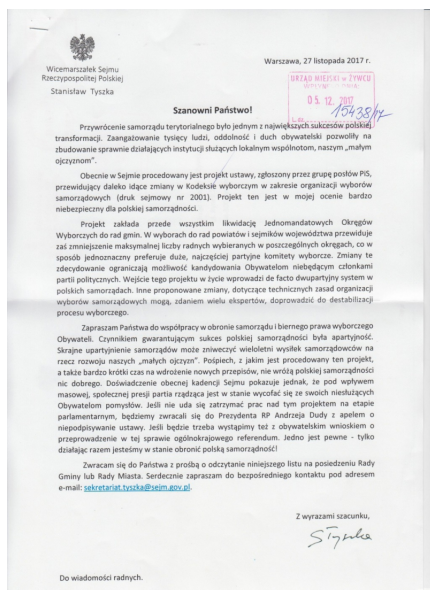 Wicemarszałek Sejmu
Rzeczypospolitej Polskiej
Stanisław Tyszka
Warszawa, 27 listopada 2017 r.
URZĄD MIEJSKI w ŻYWCU
05. 12. 2017
15438/17
Szanowni Państwo!
Przywrócenie samorządu terytorialnego było jednym z największych sukcesów polskiej
transformacji. Zaangażowanie tysięcy ludzi, oddolność i duch obywatelski pozwoliły na
zbudowanie sprawnie działających instytucji służących lokalnym wspólnotom, naszym „małym
ojczyznom".
Obecnie w Sejmie procedowany jest projekt ustawy, zgłoszony przez grupę posłów PiS,
przewidujący daleko idące zmiany w Kodeksie wyborczym w zakresie organizacji wyborów
samorządowych (druk sejmowy nr 2001). Projekt ten jest w mojej ocenie bardzo
niebezpieczny dla polskiej samorządności.
Projekt zakłada przede wszystkim likwidację Jednomandatowych Okręgów
Wyborczych do rad gmin. W wyborach do rad powiatów i sejmików województwa przewiduje
zaś zmniejszenie maksymalnej liczby radnych wybieranych w poszczególnych okręgach, co w
sposób jednoznaczny preferuje duże, najczęściej partyjne komitety wyborcze. Zmiany te
zdecydowanie ograniczają możliwość kandydowania Obywatelom niebędącym członkami
partii politycznych. Wejście tego projektu w życie wprowadzi de facto dwupartyjny system w
polskich samorządach. Inne proponowane zmiany, dotyczące technicznych zasad organizacji
wyborów samorządowych mogą, zdaniem wielu ekspertów, doprowadzić do destabilizacji
procesu wyborczego.
Zapraszam Państwa do współpracy w obronie samorządu i biernego prawa wyborczego
Obywateli. Czynnikiem gwarantującym sukces polskiej samorządności była apartyjność.
Skrajne upartyjnienie samorządów może zniweczyć wieloletni wysiłek samorządowców na
rzecz rozwoju naszych „małych ojczyzn". Pośpiech, z jakim jest procedowany ten projekt,
a także bardzo krótki czas na wdrożenie nowych przepisów, nie wróżą polskiej samorządności
nic dobrego. Doświadczenie obecnej kadencji Sejmu pokazuje jednak, że pod wpływem
masowej, społecznej presji partia rządząca jest w stanie wycofać się ze swoich niesłużących
Obywatelom pomysłów. Jeśli nie uda się zatrzymać prac nad tym projektem na etapie
parlamentarnym, będziemy zwracali się do Prezydenta RP Andrzeja Dudy z apelem o
niepodpisywanie ustawy. Jeśli będzie trzeba wystąpimy też z obywatelskim wnioskiem o
przeprowadzenie w tej sprawie ogólnokrajowego referendum. Jedno jest pewne - tylko
działając razem jesteśmy w stanie obronić polską samorządność!
Zwracam się do Państwa z prośbą o odczytanie niniejszego listu na posiedzeniu Rady
Gminy lub Rady Miasta. Serdecznie zapraszam do bezpośredniego kontaktu pod adresem
e-mail: sekretariat.tyszka@sejm.gov.pl.
Z wyrazami szacunku,
STyszka
Do wiadomości radnych.